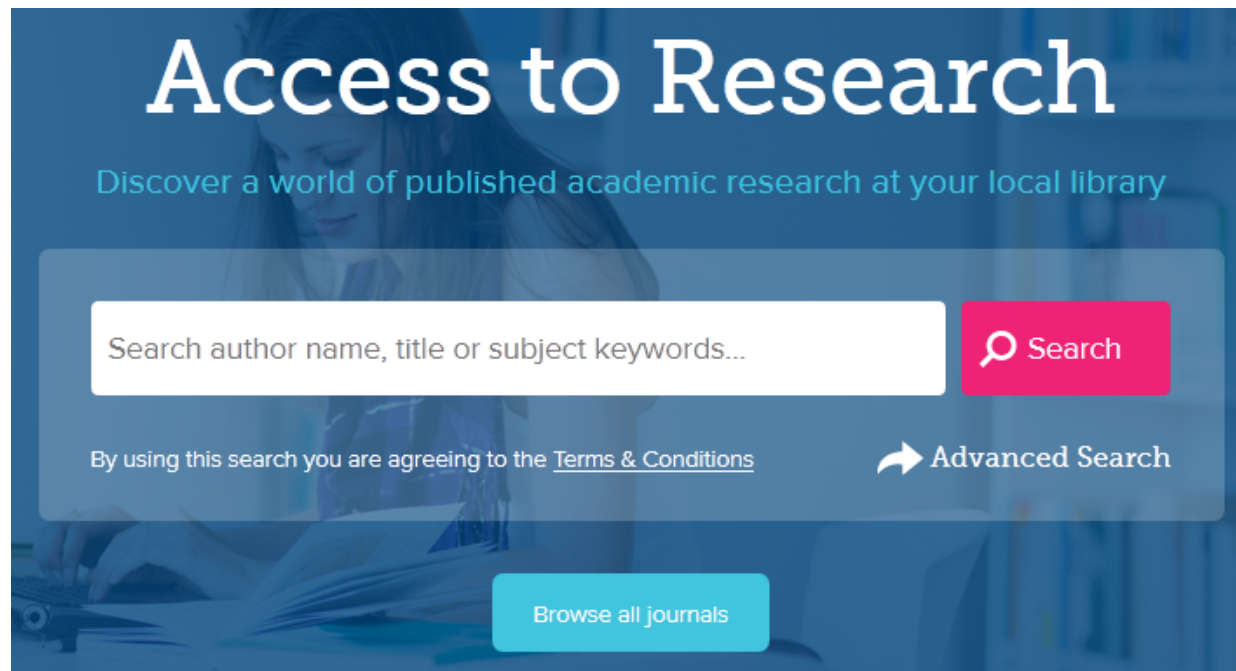 Access to Research
Discover a world of published academic research at your local library
Search author name, title or subject keywords...
Search
By using this search you are agreeing to the Terms & Conditions
Advanced Search
Browse all journals